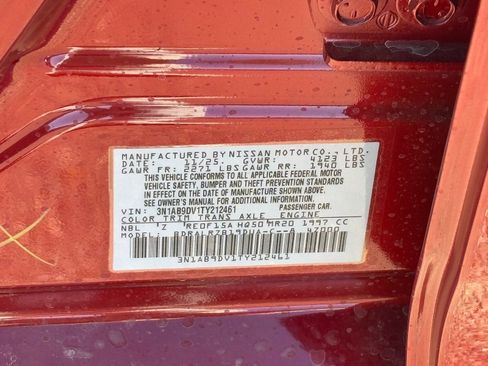 MANUFACTURED BY NISSAN MOTOR CO., LTD.
DATE: 11/25 GVWR: 4123 LBS
GAWR FR: 2271 LBS GAWR RR: 1940 LBS
THIS VEHICLE CONFORMS TO ALL APPLICABLE FEDERAL MOTOR
VEHICLE SAFETY, BUMPER AND THEFT PREVENTION STANDARDS
IN EFFECT ON THE DATE OF MANUFACTURE SHOWN ABOVE.
SEE OWNER'S MANUAL FOR ADDITIONAL INFORMATION.
VIN: 3N1AB9DV1TY212461 PASSENGER CAR
COLOR TRIM TRANS AXLE ENGINE
NBL Z RE0F15A HQ50 MR20 1997 CC
MODEL: 47000
3N1AB9DV1TY212461